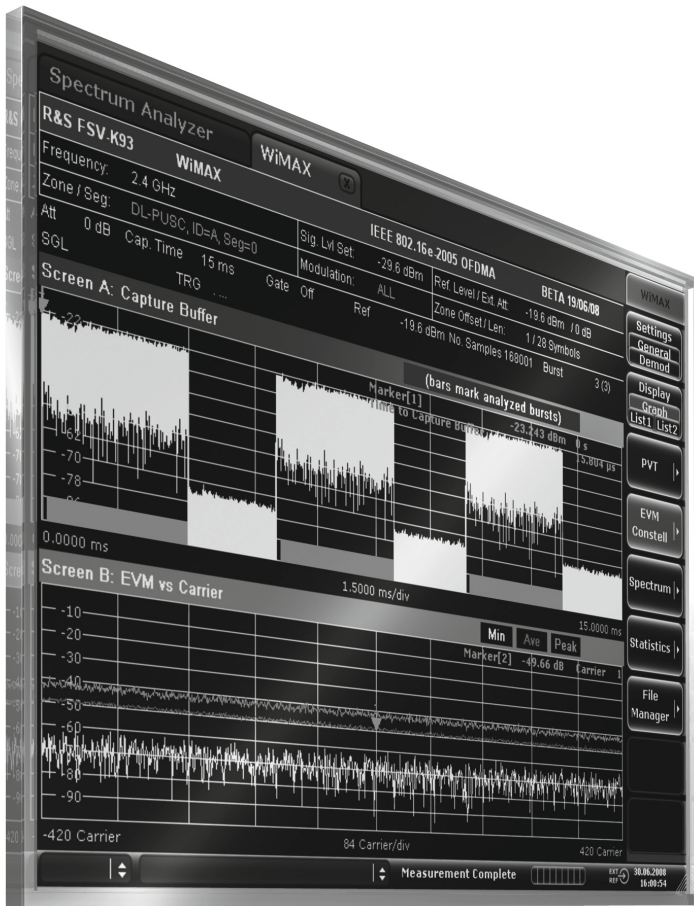 Spectrum Analyzer
WiMAX
X
R&S FSV-K93
WiMAX
IEEE 802.16e-2005 OFDMA
BETA 19/06/08
Frequency: 2.4 GHz
Sig. Lvl Set: -29.6 dBm
Ref. Level / Ext. Att -19.6 dBm / 0 dB
Zone / Seg: DL-PUSC, ID=A, Seg=0
Modulation: ALL
Zone Offset / Len: 1 / 28 Symbols
Att 0 dB Cap. Time 15 ms Gate Off Ref -19.6 dBm No. Samples 168001 Burst 3 (3)
SGL TRG ...
Screen A: Capture Buffer
(bars mark analyzed bursts)
Marker[1] -23.243 dBm 0 s
Time to Capture Buffer 15.804 µs
-22
-62
-70
-78
0.0000 ms
1.5000 ms/div
15.0000 ms
Screen B: EVM vs Carrier
Min Ave Peak
Marker[2] -49.66 dB Carrier 1
-10
-20
-30
-40
-50
-60
-80
-90
-420 Carrier
84 Carrier/div
420 Carrier
WiMAX
Settings
General
Demod
Display
Graph
List1 List2
PVT
EVM
Constell
Spectrum
Statistics
File
Manager
Measurement Complete
EXT
REF
30.06.2008
16:00:54